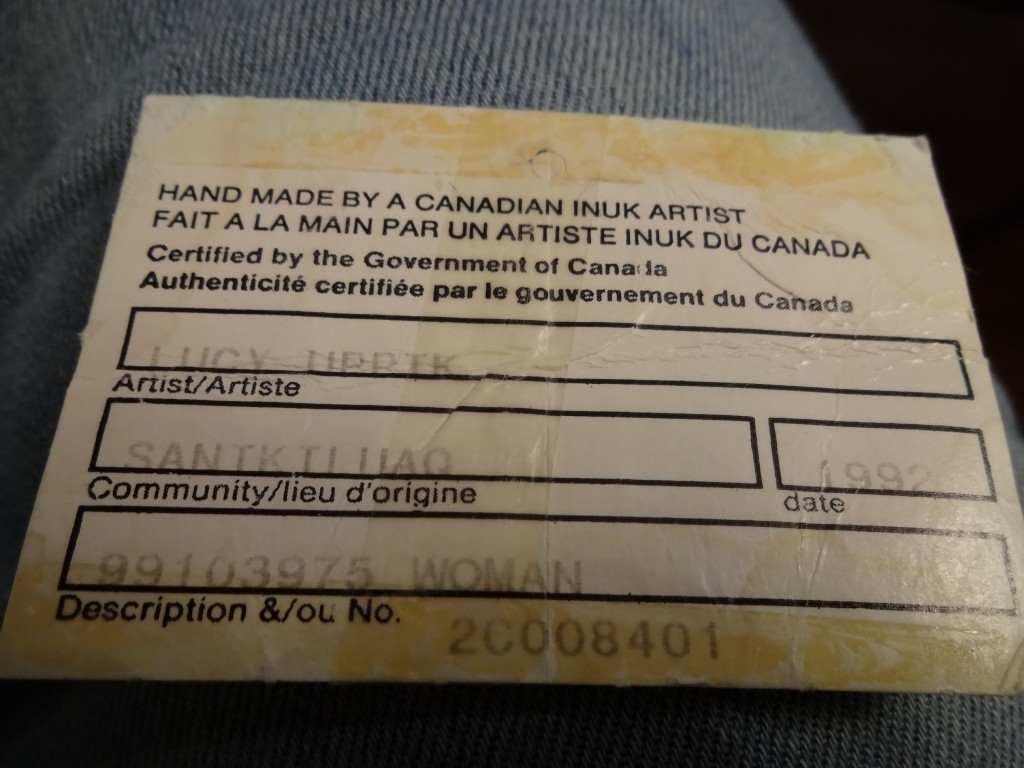 HAND MADE BY A CANADIAN INUK ARTIST
FAIT A LA MAIN PAR UN ARTISTE INUK DU CANADA
Certified by the Government of Canada
Authenticité certifiée par le gouvernement du Canada
LUCY
Artist/Artiste
SANIKILUAQ 1992
Community/lieu d'origine date
99103975 WOMAN
Description &/ou No.
2C008401